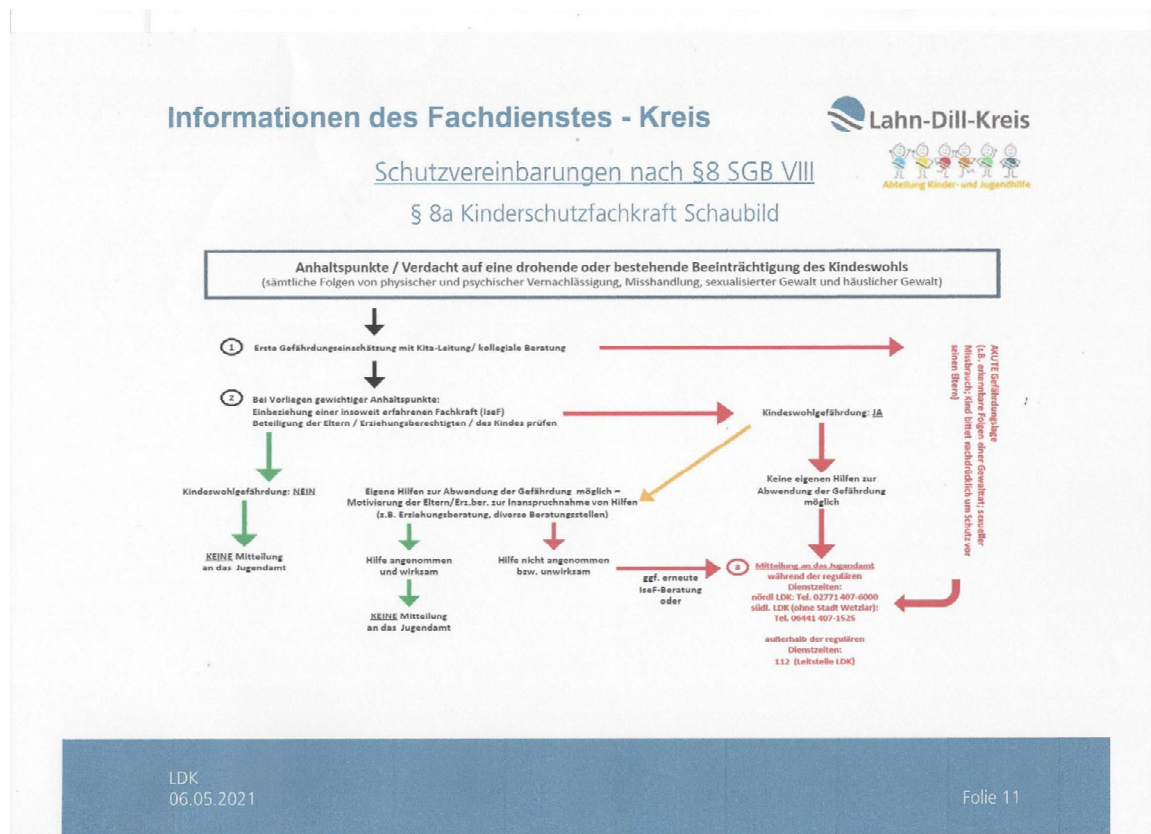 Informationen des Fachdienstes - Kreis
Lahn-Dill-Kreis
Abteilung Kinder- und Jugendhilfe
Schutzvereinbarungen nach §8 SGB VIII
§ 8a Kinderschutzfachkraft Schaubild
Anhaltspunkte / Verdacht auf eine drohende oder bestehende Beeinträchtigung des Kindeswohls
(sämtliche Folgen von physischer und psychischer Vernachlässigung, Misshandlung, sexualisierter Gewalt und häuslicher Gewalt)
1
Erste Gefährdungseinschätzung mit Kita-Leitung/ kollegiale Beratung
AKUTE Gefährdungslage
(z.B. erkennbare Folgen einer Gewalttat; sexueller
Missbrauch; Kind bittet nachdrücklich um Schutz vor
seinen Eltern)
2
Bei Vorliegen gewichtiger Anhaltspunkte:
Einbeziehung einer insoweit erfahrenen Fachkraft (IseF)
Beteiligung der Eltern / Erziehungsberechtigten / des Kindes prüfen
Kindeswohlgefährdung: JA
Kindeswohlgefährdung: NEIN
Eigene Hilfen zur Abwendung der Gefährdung möglich –
Motivierung der Eltern/Erz.ber. zur Inanspruchnahme von Hilfen
(z.B. Erziehungsberatung, diverse Beratungsstellen)
Keine eigenen Hilfen zur
Abwendung der Gefährdung
möglich
KEINE Mitteilung
an das Jugendamt
Hilfe angenommen
und wirksam
Hilfe nicht angenommen
bzw. unwirksam
ggf. erneute
IseF-Beratung
oder
3
Mitteilung an das Jugendamt
während der regulären
Dienstzeiten:
nördl LDK: Tel. 02771 407-6000
südl. LDK (ohne Stadt Wetzlar):
Tel. 06441 407-1525
KEINE Mitteilung
an das Jugendamt
außerhalb der regulären
Dienstzeiten:
112 (Leitstelle LDK)
LDK
06.05.2021
Folie 11